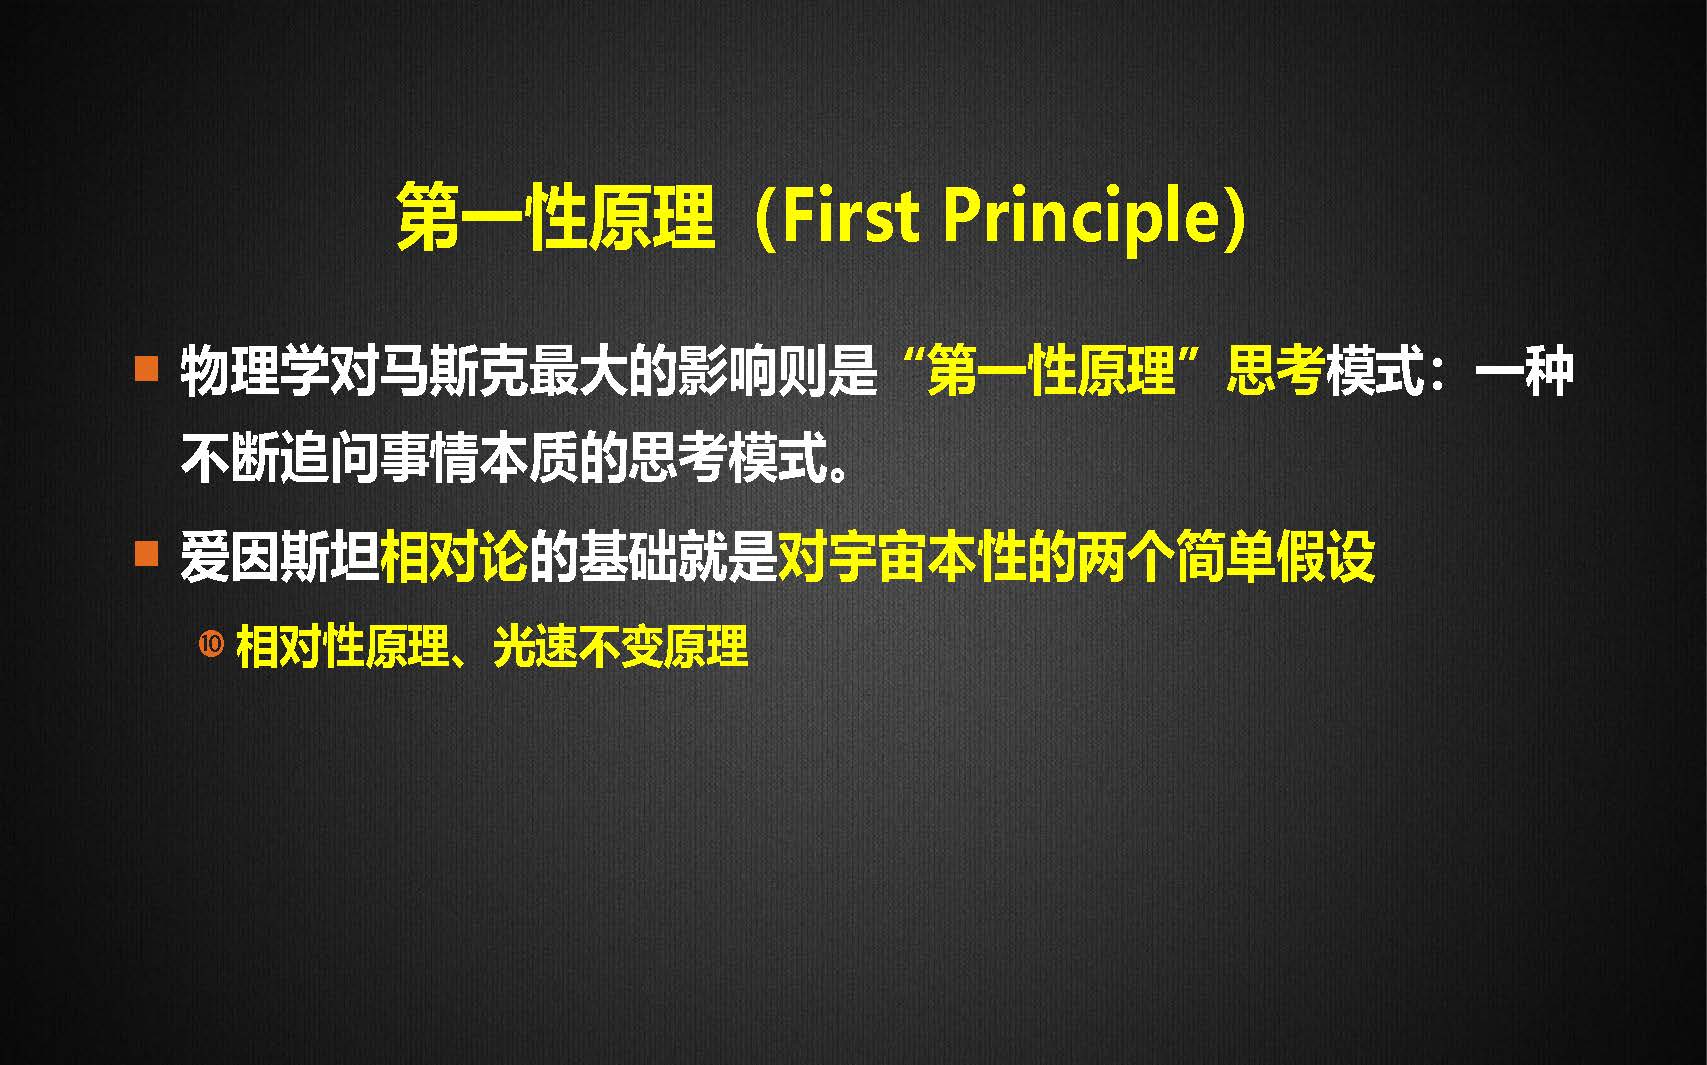 第一性原理（First Principle）
■ 物理学对马斯克最大的影响则是“第一性原理”思考模式：一种
不断追问事情本质的思考模式。
■ 爱因斯坦相对论的基础就是对宇宙本性的两个简单假设
❿ 相对性原理、光速不变原理